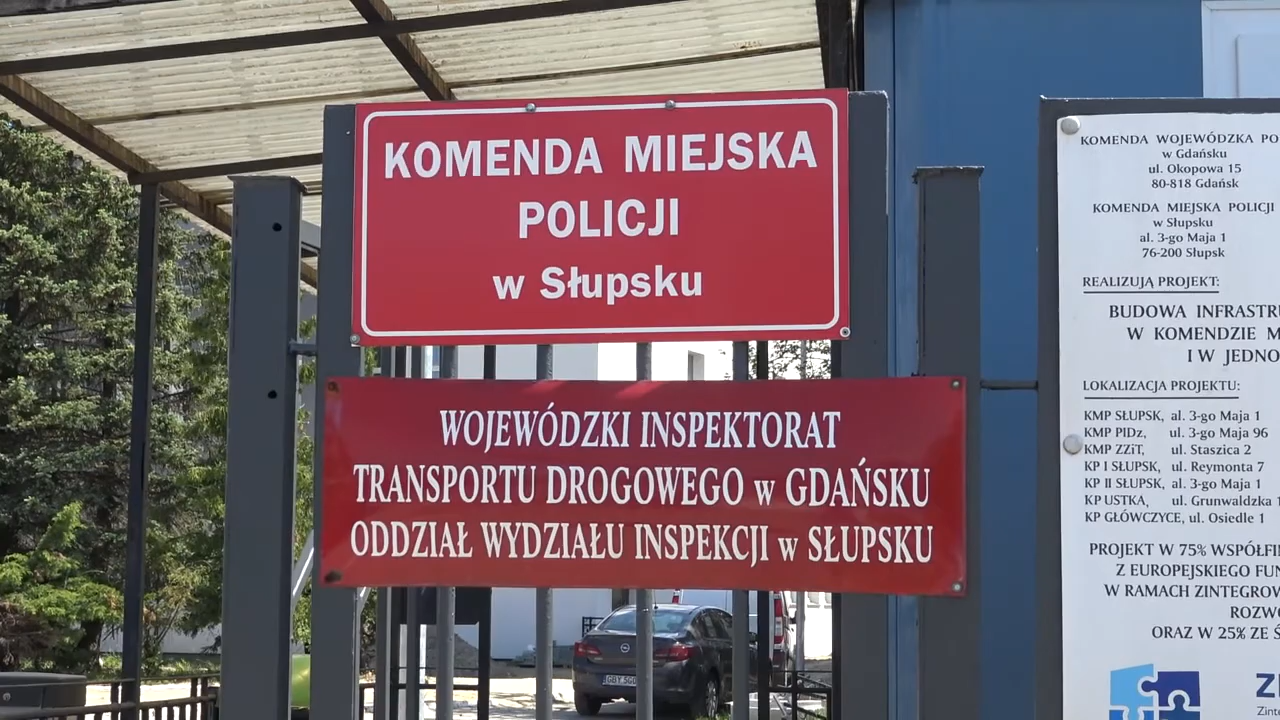 KOMENDA MIEJSKA
POLICJI
w Słupsku
WOJEWÓDZKI INSPEKTORAT
TRANSPORTU DROGOWEGO w GDAŃSKU
ODDZIAŁ WYDZIAŁU INSPEKCJI w SŁUPSKU
KOMENDA WOJEWÓDZKA
w Gdańsku
ul. Okopowa 15
80-818 Gdańsk
KOMENDA MIEJSKA POLICJI
w Słupsku
al. 3-go Maja 1
76-200 Słupsk
REALIZUJĄ PROJEKT:
BUDOWA
W KOMENDZIE
I W
LOKALIZACJA PROJEKTU:
KMP SŁUPSK, al. 3-go Maja 1
KMP PIDz, ul. 3-go Maja 96
KMP ZZiT, ul. Staszica 2
KP I SŁUPSK, ul. Reymonta 7
KP II SŁUPSK, al. 3-go Maja 1
KP USTKA, ul. Grunwaldzka
KP GŁÓWCZYCE, ul. Osiedle 1
PROJEKT W 75%
Z EUROPEJSKIEGO
W RAMACH
ORAZ W 25% ZE